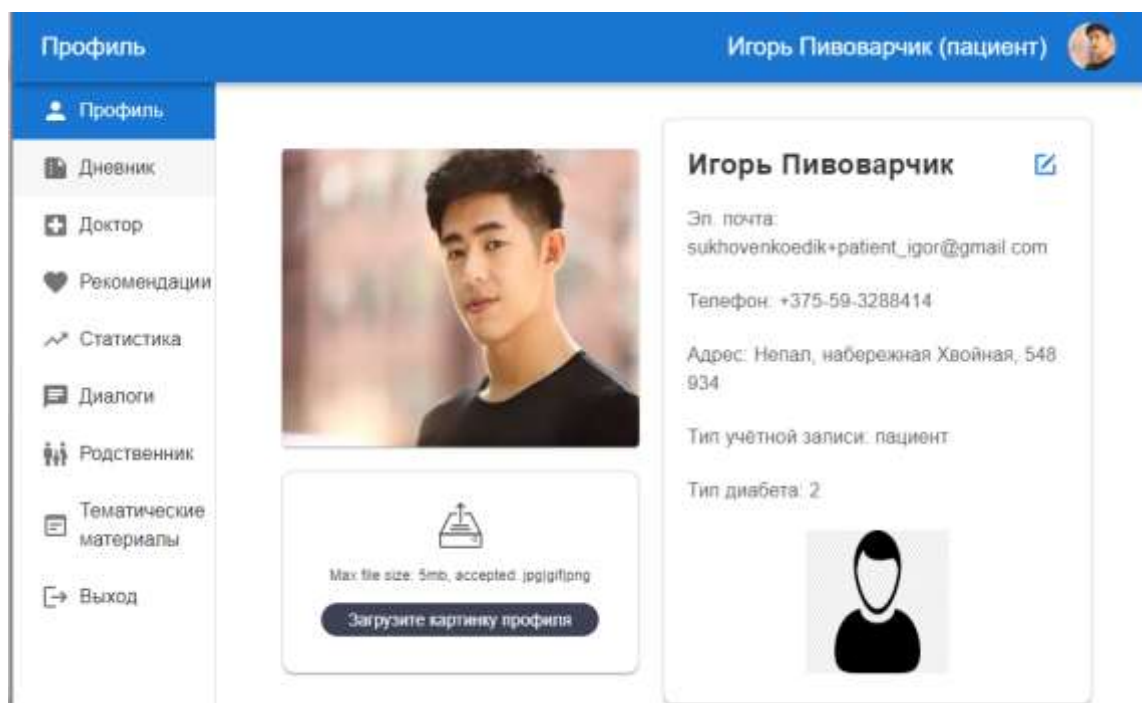 Профиль
Игорь Пивоварчик (пациент)
Профиль
Дневник
Доктор
Рекомендации
Статистика
Диалоги
Родственник
Тематические
материалы
Выход
Max file size: 5mb, accepted: jpg|gif|png
Загрузите картинку профиля
Игорь Пивоварчик
Эл. почта:
sukhovenkoedik+patient_igor@gmail.com
Телефон: +375-59-3288414
Адрес: Непал, набережная Хвойная, 548
934
Тип учётной записи: пациент
Тип диабета: 2